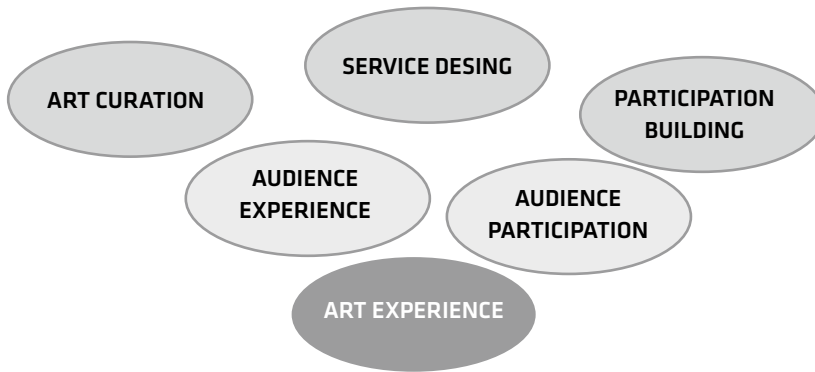 SERVICE DESING
ART CURATION
PARTICIPATION
BUILDING
AUDIENCE
EXPERIENCE
AUDIENCE
PARTICIPATION
ART EXPERIENCE